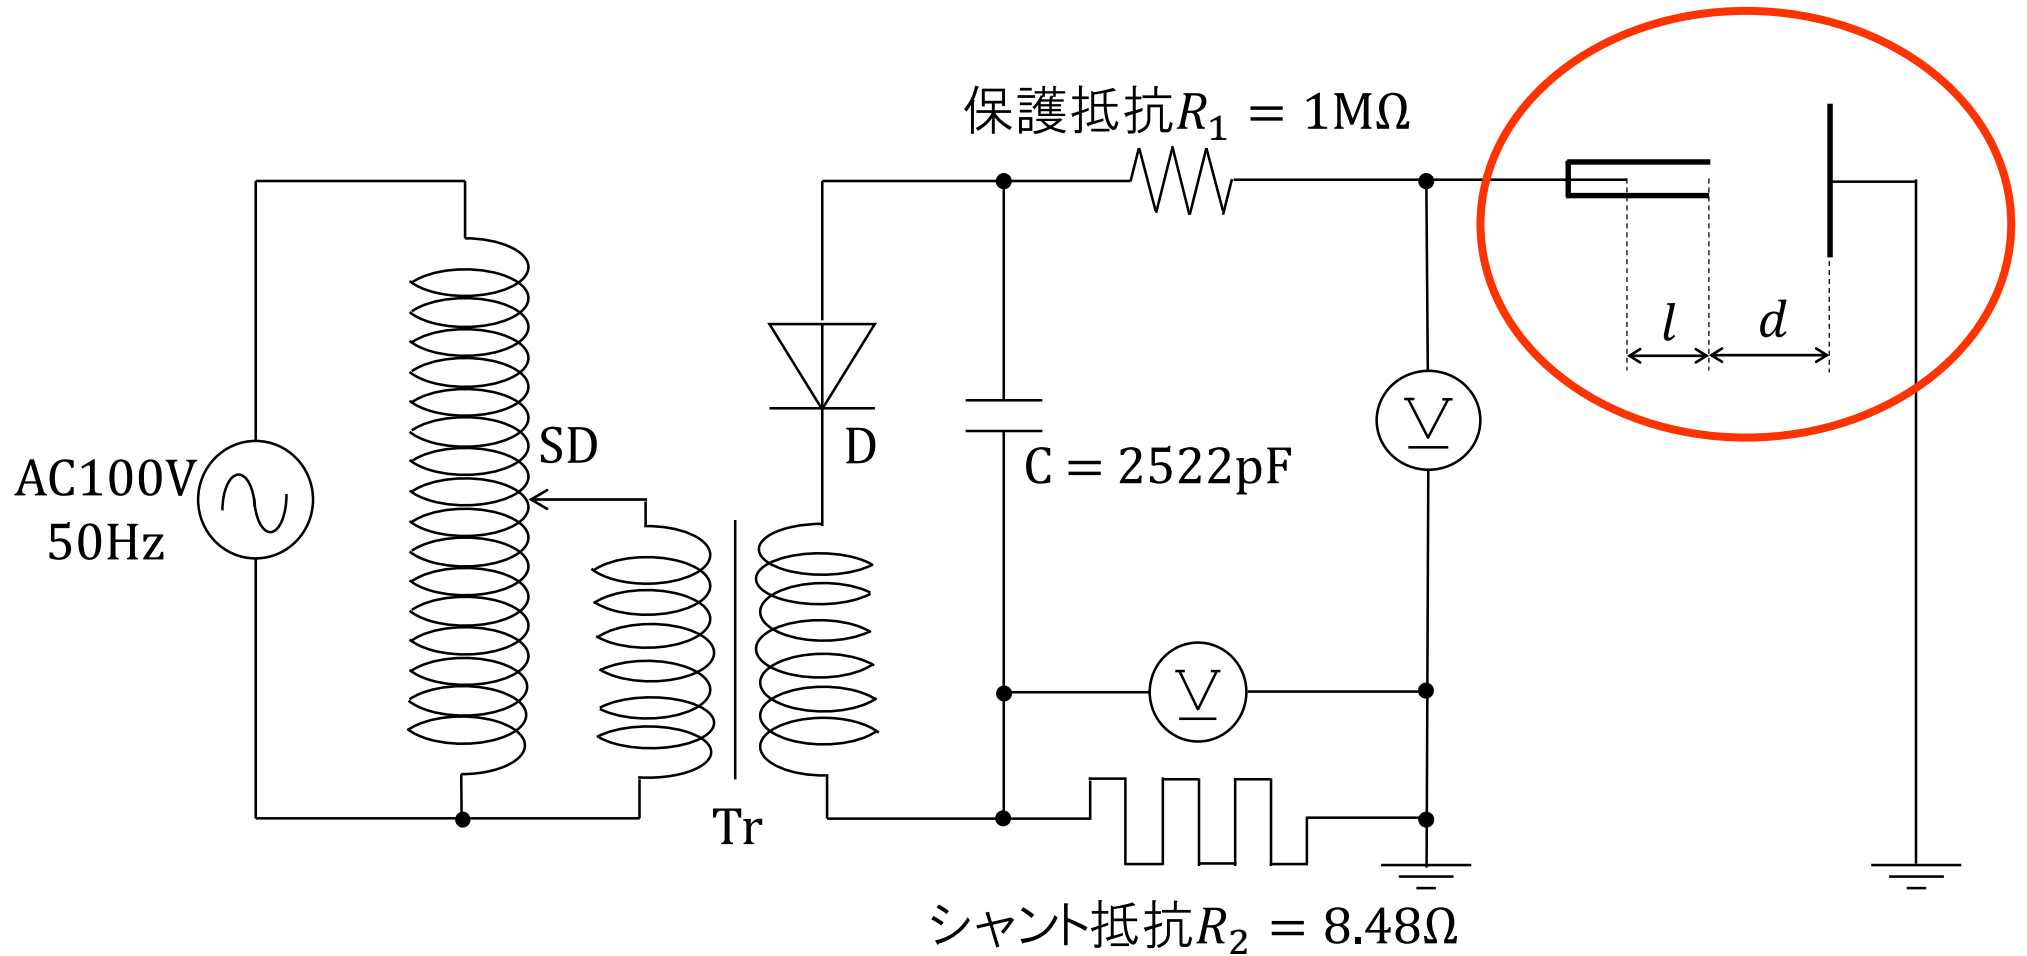 保護抵抗R₁ = 1MΩ
l
d
SD
D
V
AC100V
50Hz
C = 2522pF
V
Tr
シャント抵抗R₂ = 8.48Ω